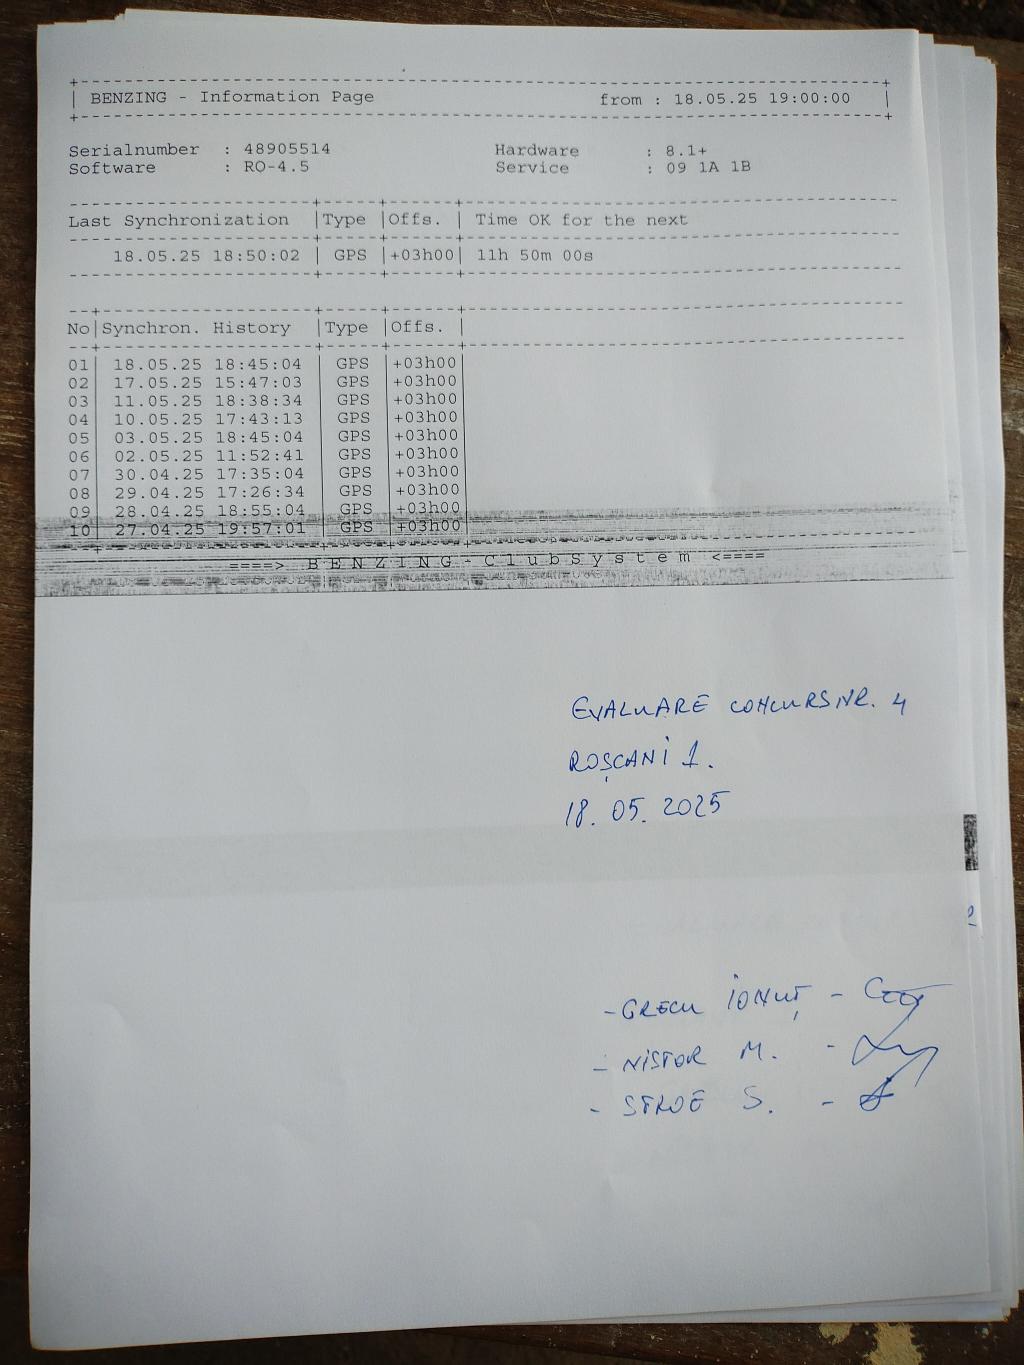 BENZING - Information Page from : 18.05.25 19:00:00
Serialnumber : 48905514 Hardware : 8.1+
Software : RO-4.5 Service : 09 1A 1B
Last Synchronization |Type |Offs. | Time OK for the next
18.05.25 18:50:02 | GPS |+03h00| 11h 50m 00s
No|Synchron. History |Type |Offs. |
01| 18.05.25 18:45:04 | GPS |+03h00|
02| 17.05.25 15:47:03 | GPS |+03h00|
03| 11.05.25 18:38:34 | GPS |+03h00|
04| 10.05.25 17:43:13 | GPS |+03h00|
05| 03.05.25 18:45:04 | GPS |+03h00|
06| 02.05.25 11:52:41 | GPS |+03h00|
07| 30.04.25 17:35:04 | GPS |+03h00|
08| 29.04.25 17:26:34 | GPS |+03h00|
09| 28.04.25 18:55:04 | GPS |+03h00|
10| 27.04.25 19:57:01 | GPS |+03h00|
====> B E N Z I N G - C l u b S y s t e m <====
EVALUARE CONCURS NR. 4
ROȘCANI 1.
18.05.2025
- GRECU IONUȚ -
- NISTOR M. -
- STROE S. -